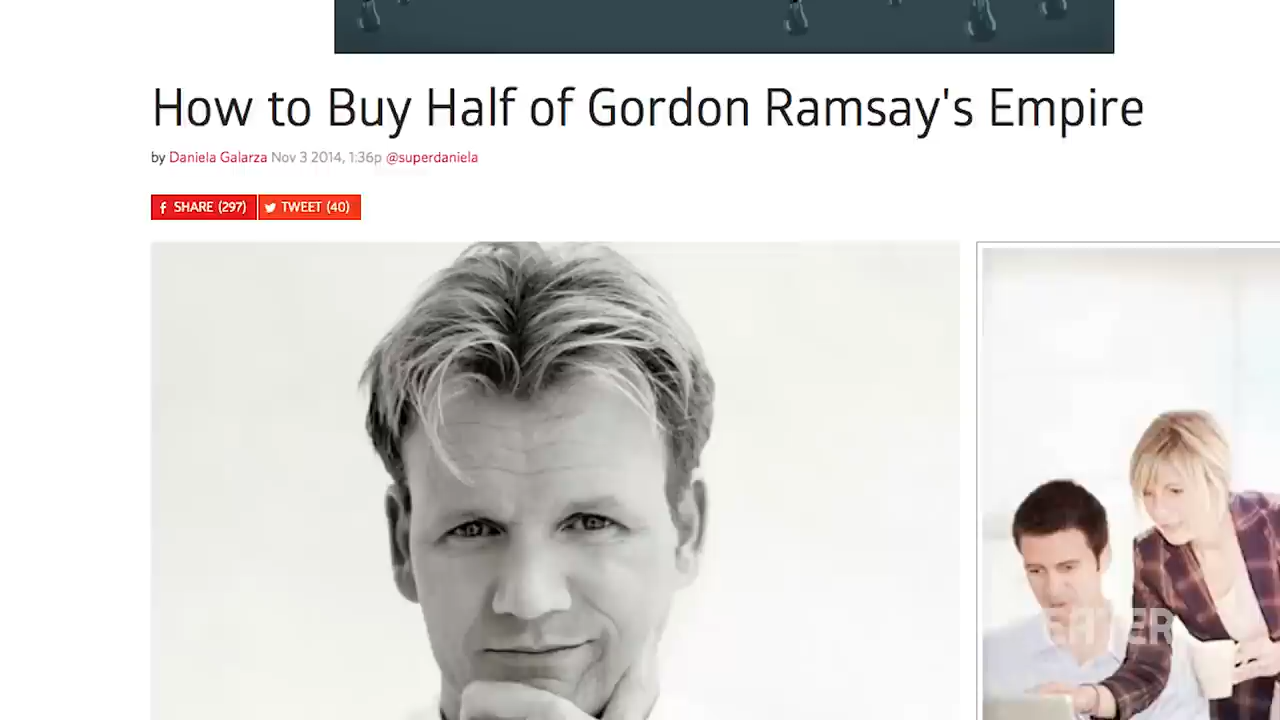 How to Buy Half of Gordon Ramsay's Empire
by Daniela Galarza Nov 3 2014, 1:36p @superdaniela
SHARE (297) TWEET (40)
EATER